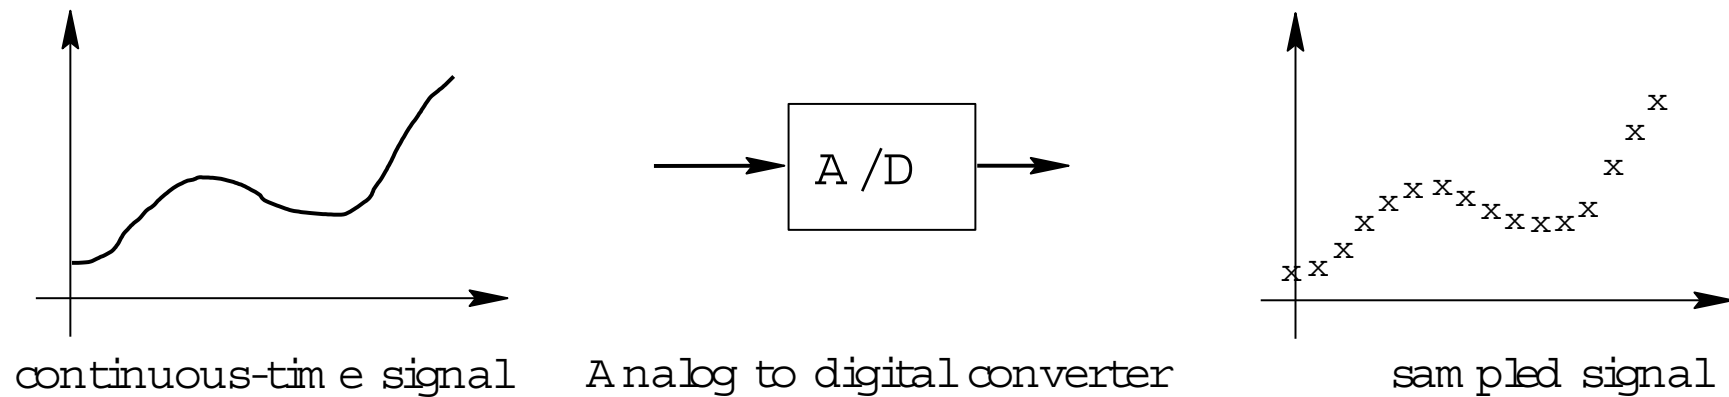 A/D
continuous-time signal
Analog to digital converter
sampled signal